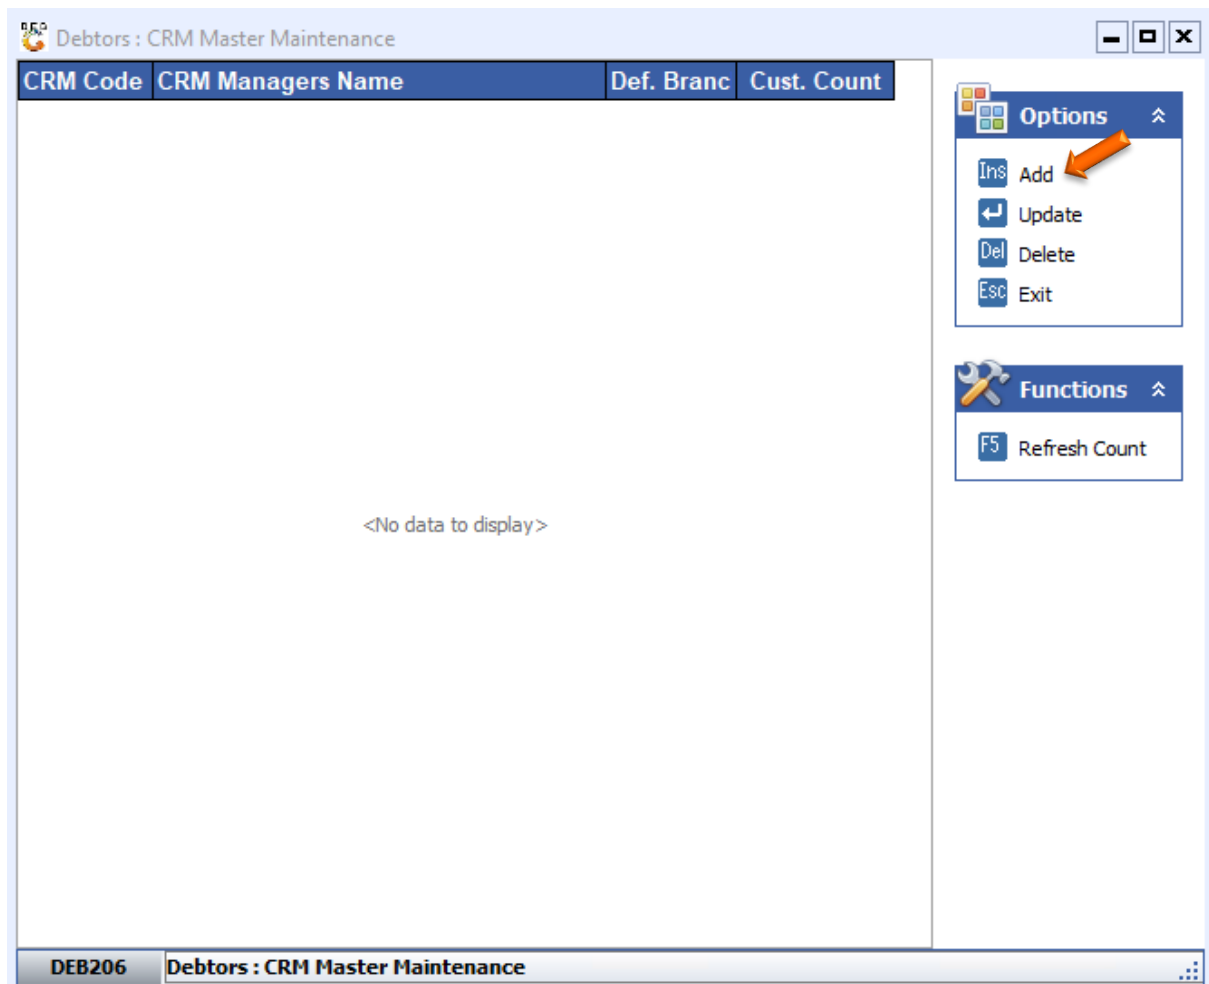 Debtors : CRM Master Maintenance
CRM Code CRM Managers Name Def. Branc Cust. Count
<No data to display>
Options
Ins Add
Update
Del Delete
Esc Exit
Functions
F5 Refresh Count
DEB206 Debtors : CRM Master Maintenance